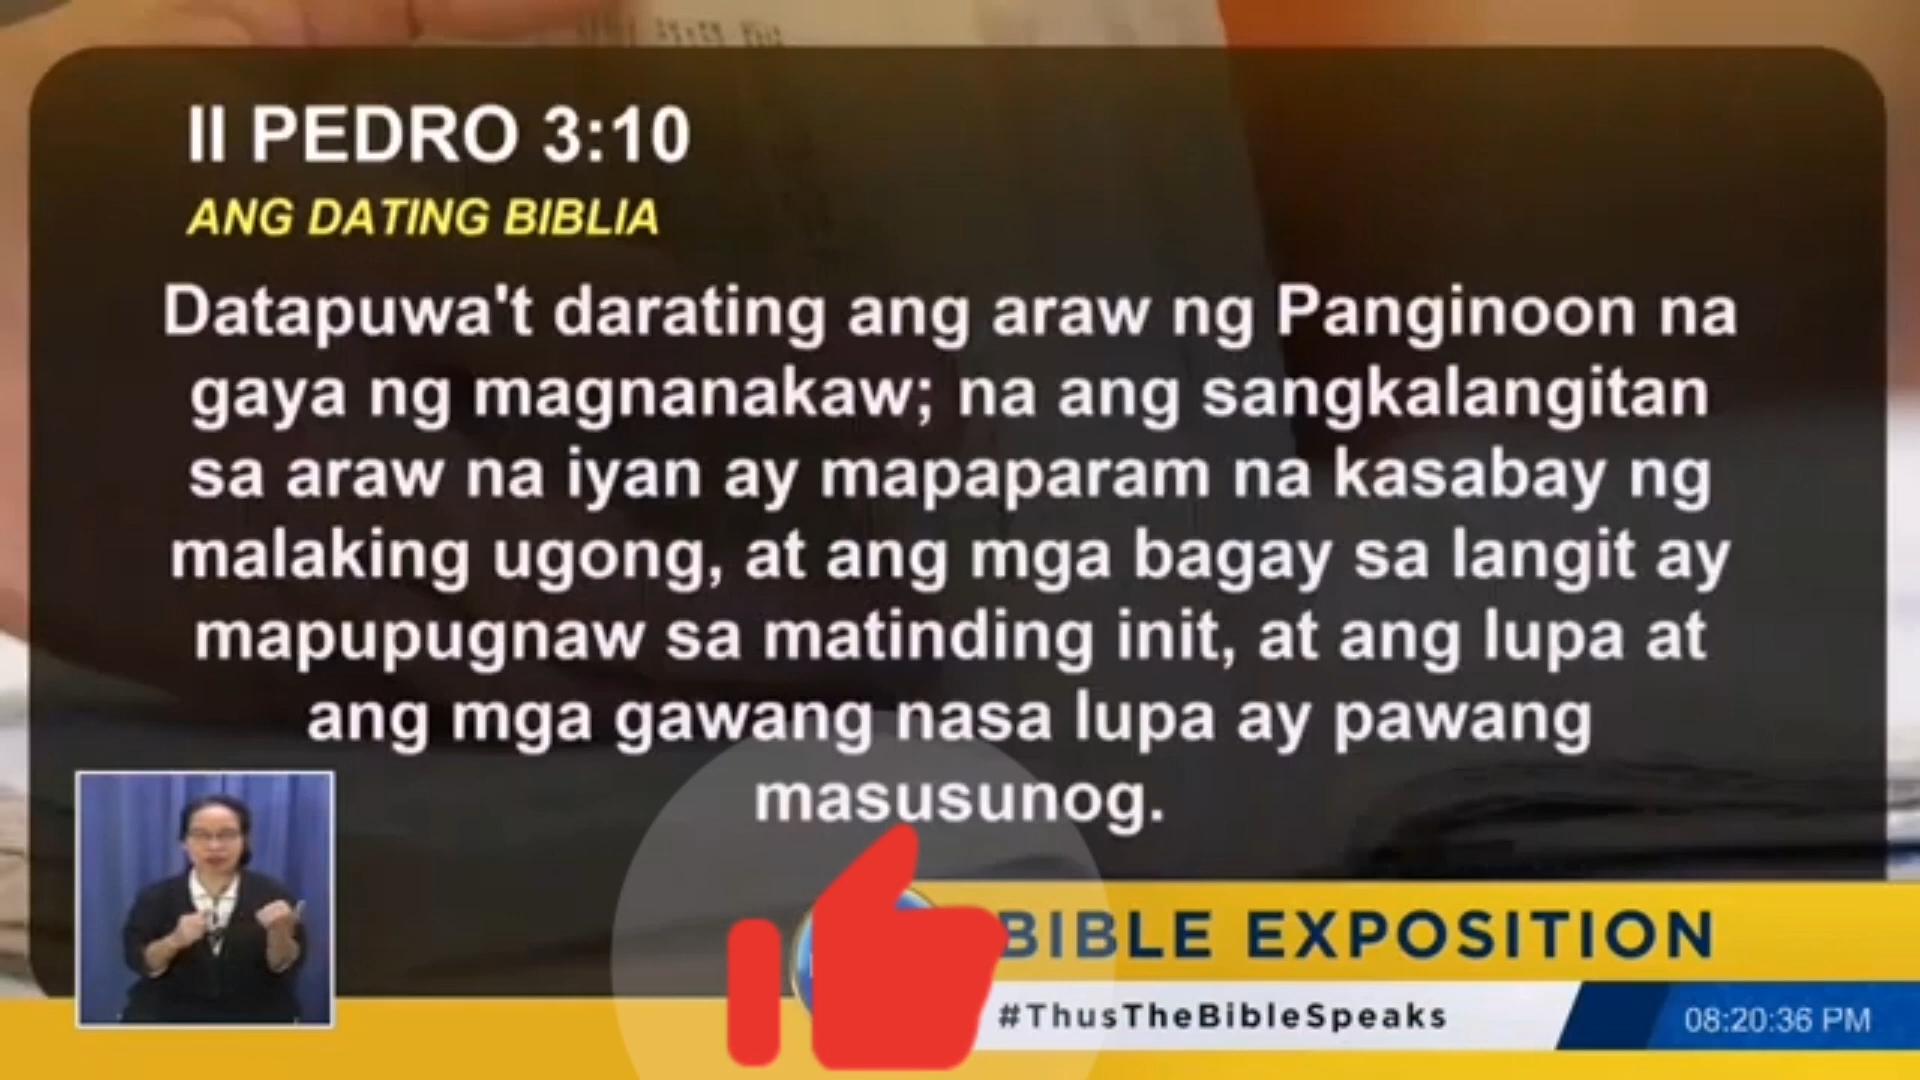 II PEDRO 3:10
ANG DATING BIBLIA
Datapuwa't darating ang araw ng Panginoon na
gaya ng magnanakaw; na ang sangkalangitan
sa araw na iyan ay mapaparam na kasabay ng
malaking ugong, at ang mga bagay sa langit ay
mapupugnaw sa matinding init, at ang lupa at
ang mga gawang nasa lupa ay pawang
masusunog.
BIBLE EXPOSITION
#ThusTheBibleSpeaks
08:20:36 PM